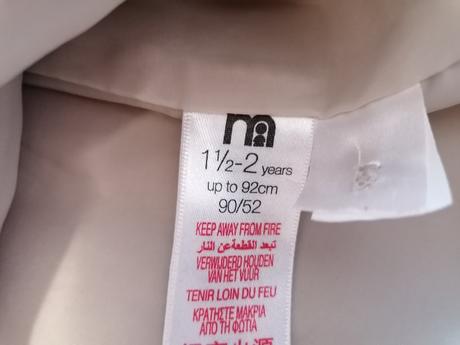 m
1½-2 years
up to 92cm
90/52
KEEP AWAY FROM FIRE
تبعد القطعة عن النار
VERWIJDERD HOUDEN
VAN HET VUUR
TENIR LOIN DU FEU
ΚΡΑΤΗΣΤΕ ΜΑΚΡΙΑ
ΑΠΟ ΤΗ ΦΩΤΙΑ